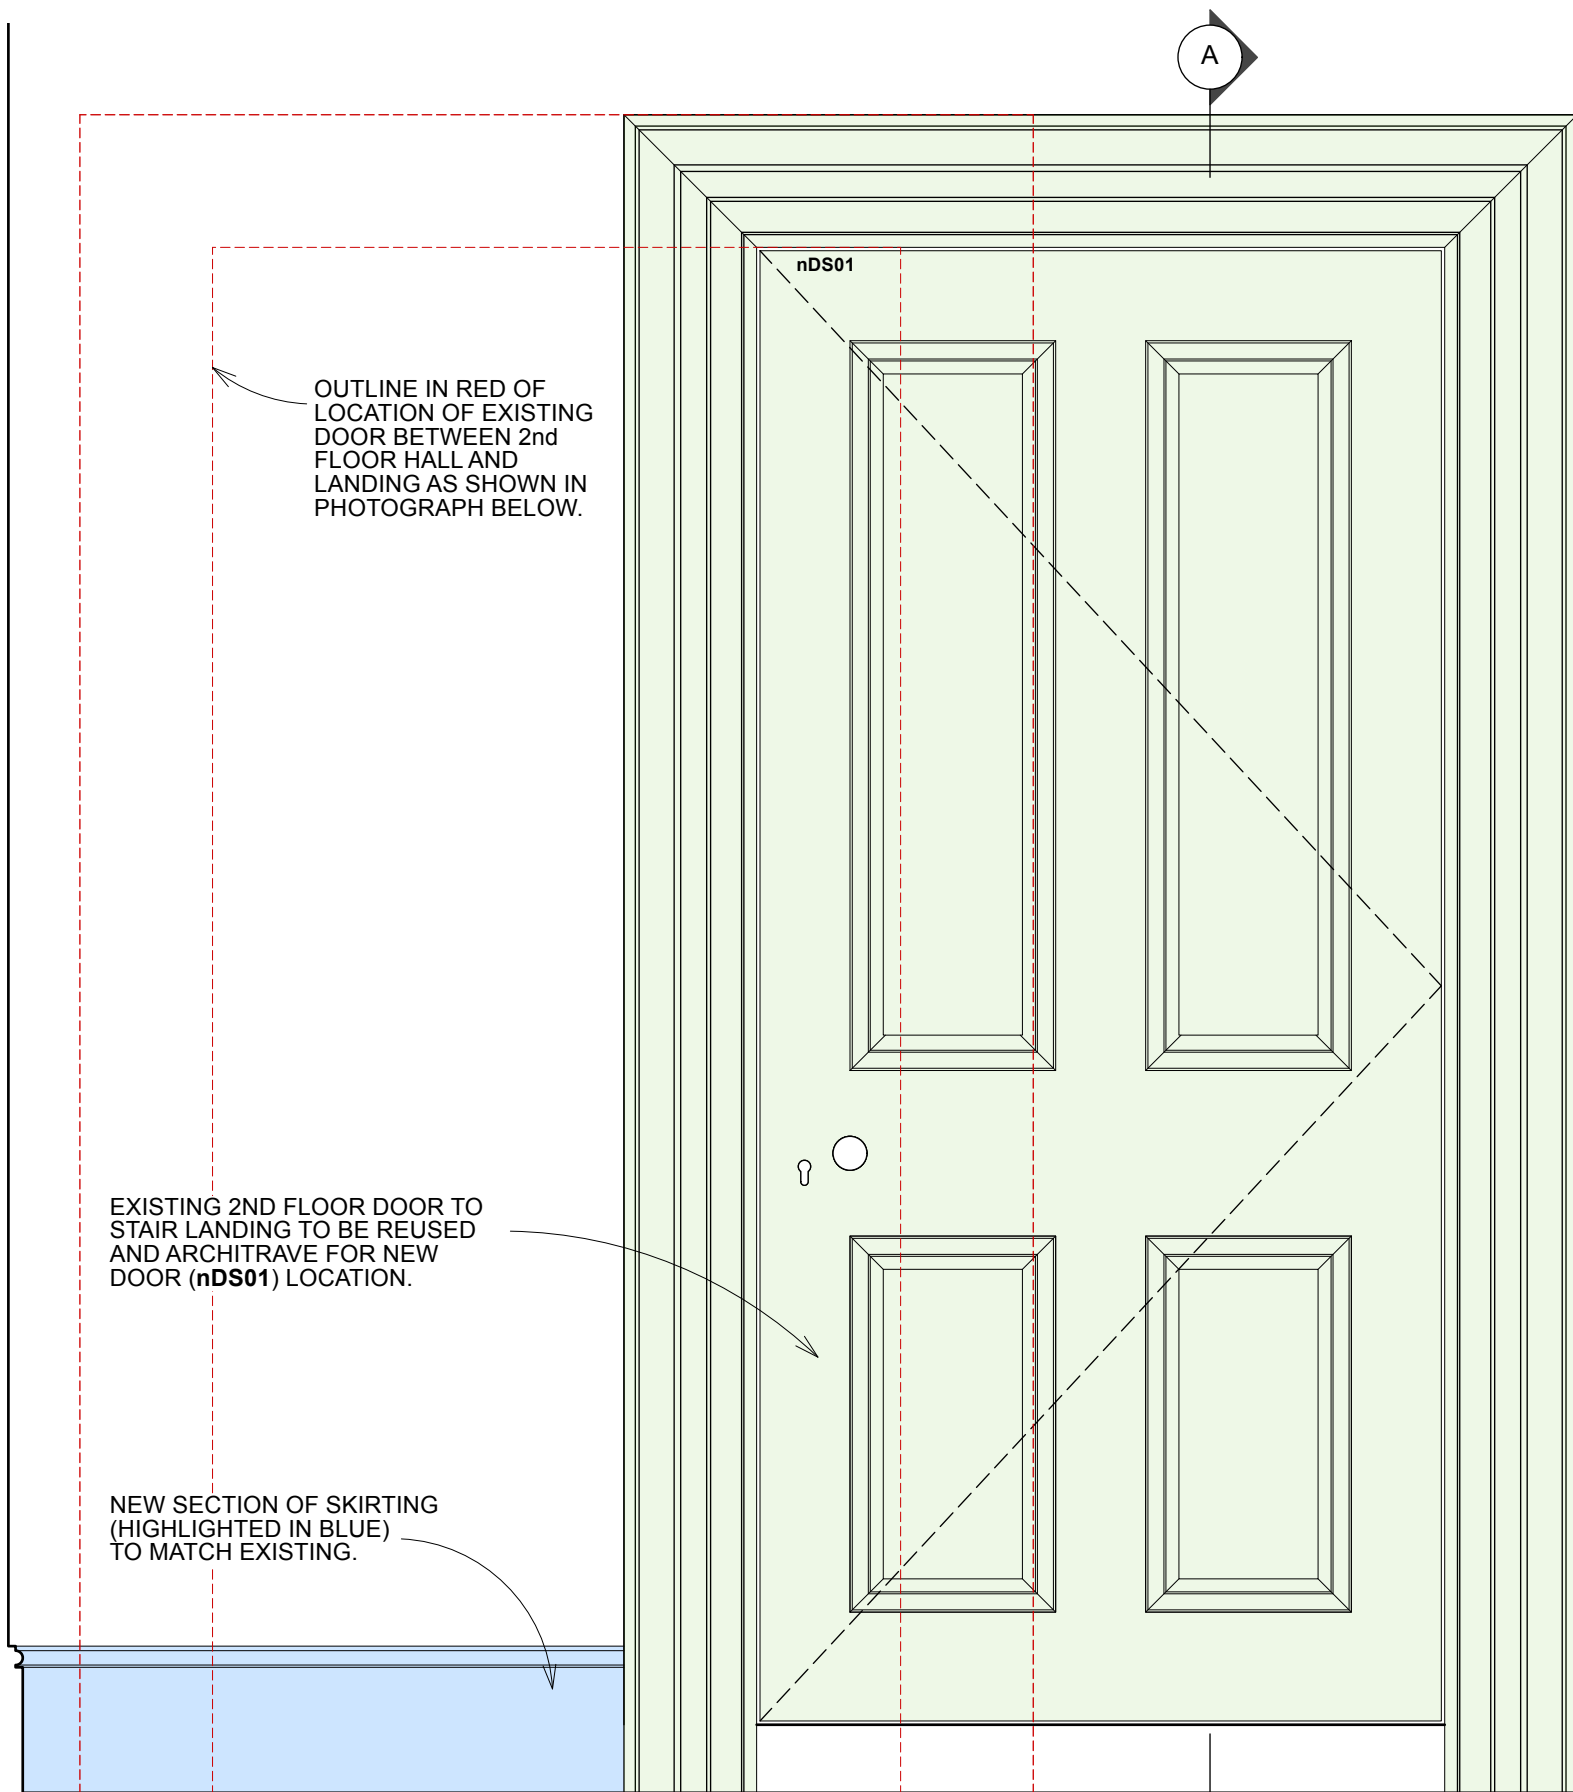 A
nDS01
OUTLINE IN RED OF
LOCATION OF EXISTING
DOOR BETWEEN 2nd
FLOOR HALL AND
LANDING AS SHOWN IN
PHOTOGRAPH BELOW.
EXISTING 2ND FLOOR DOOR TO
STAIR LANDING TO BE REUSED
AND ARCHITRAVE FOR NEW
DOOR (nDS01) LOCATION.
NEW SECTION OF SKIRTING
(HIGHLIGHTED IN BLUE)
TO MATCH EXISTING.